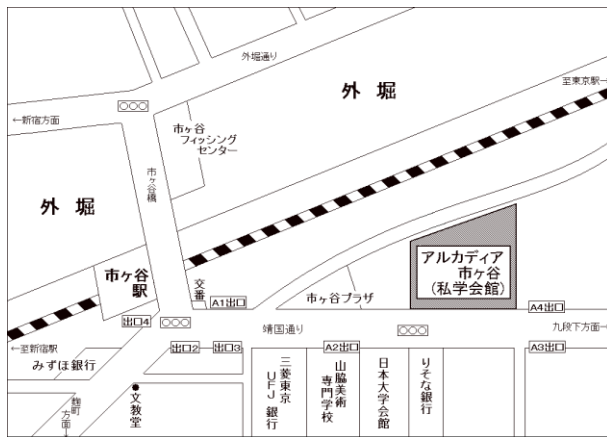 外堀通り
外 堀
至東京駅→
←新宿方面
市ヶ谷
フィッシング
センター
市ヶ谷橋
外 堀
アルカディア
市ヶ谷
(私学会館)
市ヶ谷
駅
交番
A1出口
市ヶ谷プラザ
A4出口
出口4
靖国通り
九段下方面→
←至新宿駅
みずほ銀行
出口2
出口3
A2出口
A3出口
麹町方面
文教堂
三菱東京
UFJ銀行
山脇美術
専門学校
日本大学会館
りそな銀行